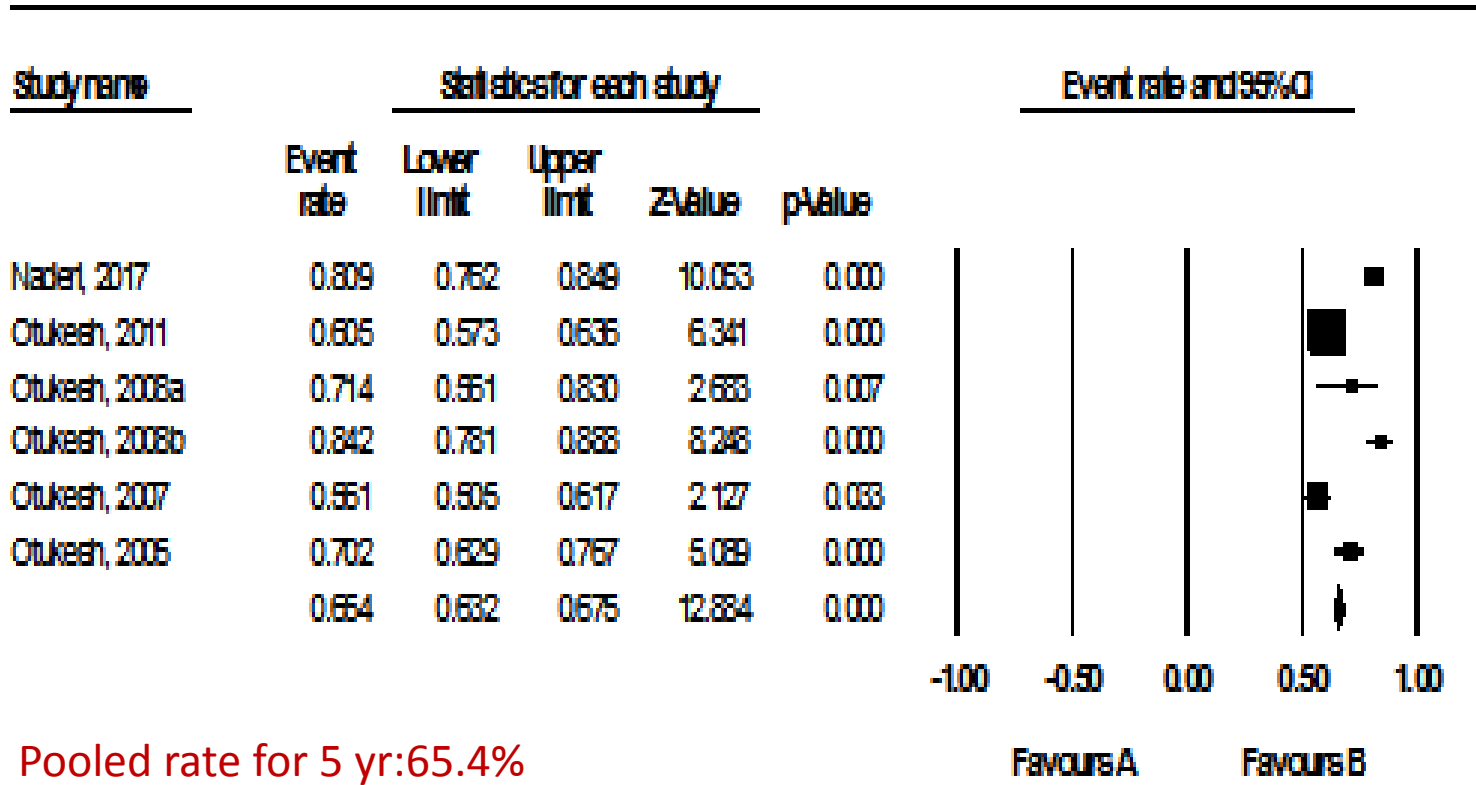 Study name Statistics for each study Event rate and 95% CI
Event rate Lower limit Upper limit Z-Value p-Value
Naderi, 2017 0.809 0.762 0.849 10.053 0.000
Otukesh, 2011 0.605 0.573 0.636 6.341 0.000
Otukesh, 2008a 0.714 0.561 0.830 2.683 0.007
Otukesh, 2008b 0.842 0.781 0.888 8.248 0.000
Otukesh, 2007 0.561 0.505 0.617 2.127 0.033
Otukesh, 2005 0.702 0.629 0.767 5.089 0.000
0.654 0.632 0.675 12.884 0.000
-1.00 -0.50 0.00 0.50 1.00
Favours A Favours B
Pooled rate for 5 yr:65.4%